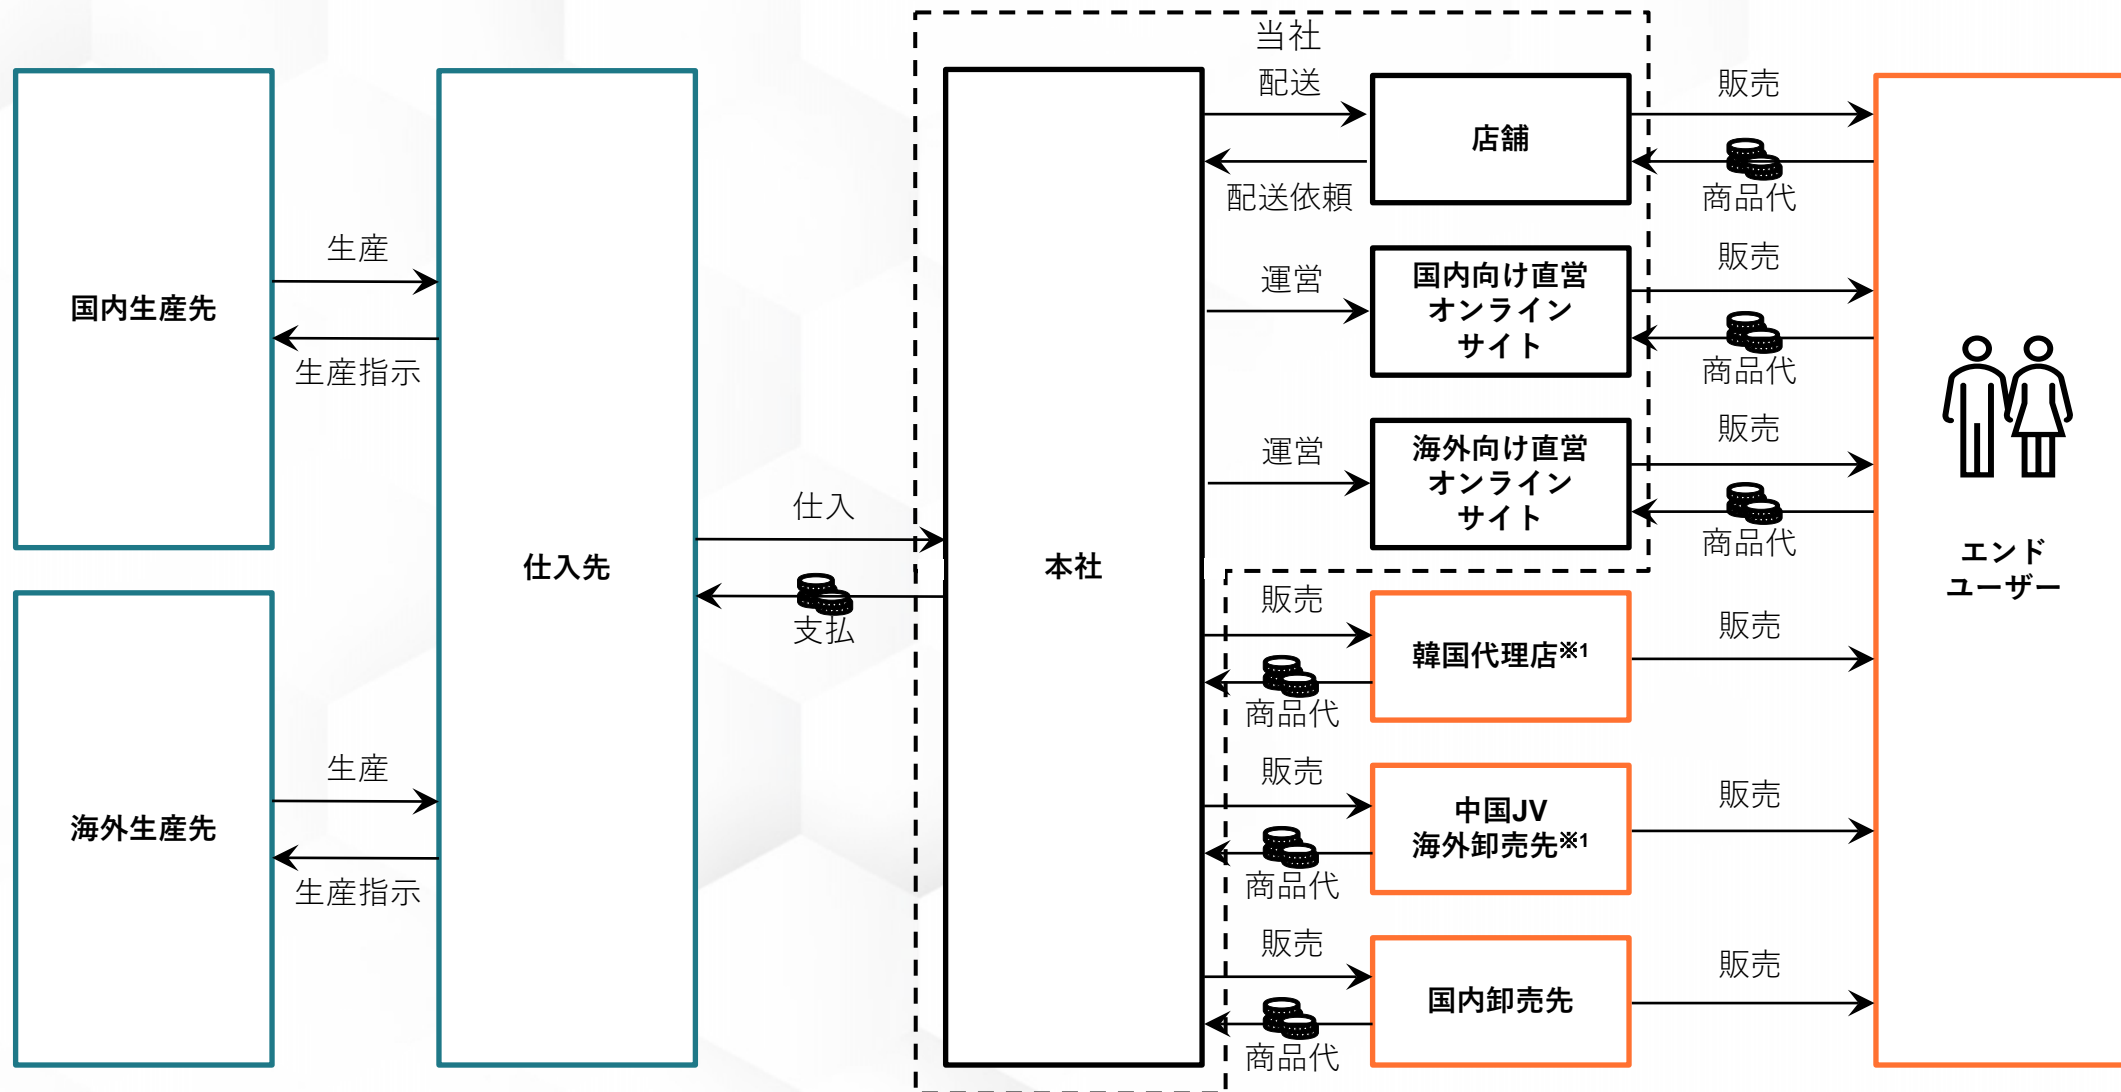 当社
国内生産先
生産
生産指示
海外生産先
生産
生産指示
仕入先
仕入
支払
本社
配送
配送依頼
店舗
販売
商品代
運営
国内向け直営
オンライン
サイト
販売
商品代
運営
海外向け直営
オンライン
サイト
販売
商品代
販売
商品代
韓国代理店※1
販売
販売
商品代
中国JV
海外卸売先※1
販売
販売
商品代
国内卸売先
販売
エンド
ユーザー